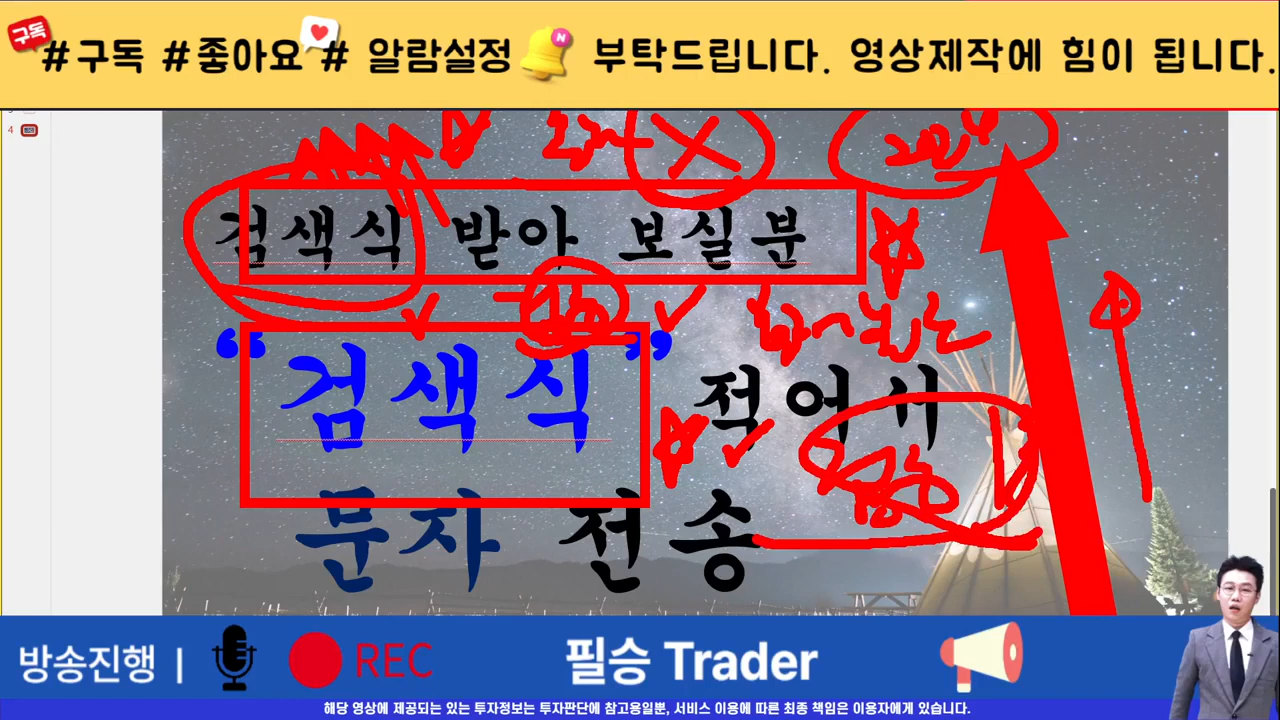 구독
#구독 #좋아요 # 알람설정 N 부탁드립니다. 영상제작에 힘이 됩니다.
4
검색식 받아 보실분
"검색식" 적어서
문자 전송
방송진행 | REC 필승 Trader
해당 영상에 제공되는 있는 투자정보는 투자판단에 참고용일뿐, 서비스 이용에 따른 최종 책임은 이용자에게 있습니다.